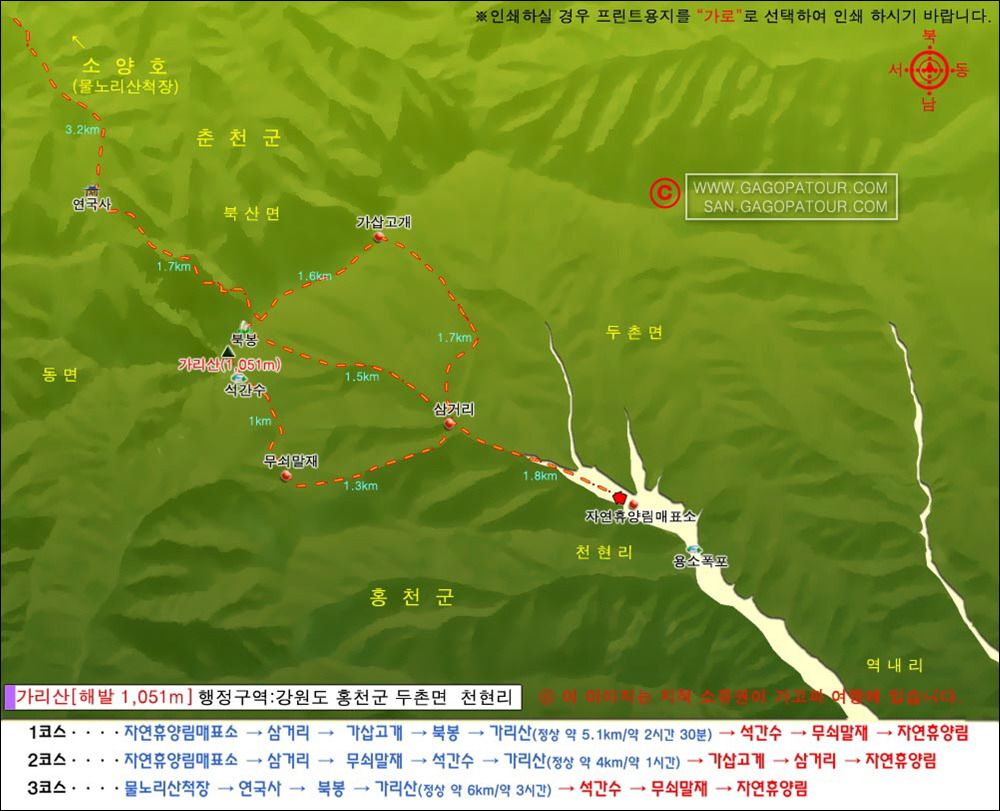 ※인쇄하실 경우 프린트용지를 "가로"로 선택하여 인쇄 하시기 바랍니다.
북
서 동
남
소 양 호
(물노리산척장)
3.2km
춘 천 군
ⓒ WWW.GAGOPATOUR.COM
SAN.GAGOPATOUR.COM
연국사
북산면
가삽고개
1.7km
1.6km
북봉
1.7km
두촌면
가리산(1,051m)
동면
1.5km
석간수
1km
삼거리
무쇠말재
1.3km
1.8km
자연휴양림매표소
천현리
용소폭포
홍 천 군
역내리
가리산[해발 1,051m] 행정구역:강원도 홍천군 두촌면 천현리
ⓒ 이 이미지는 지작 소유권이 가고파 여행에 있습니다.
1코스···· 자연휴양림매표소 → 삼거리 → 가삽고개 → 북봉 → 가리산(정상 약 5.1km/약 2시간 30분) → 석간수 → 무쇠말재 → 자연휴양림
2코스···· 자연휴양림매표소 → 삼거리 → 무쇠말재 → 석간수 → 가리산(정상 약 4km/약 1시간) → 가삽고개 → 삼거리 → 자연휴양림
3코스···· 물노리산척장 → 연국사 → 북봉 → 가리산(정상 약 6km/약 3시간) → 석간수 → 무쇠말재 → 자연휴양림